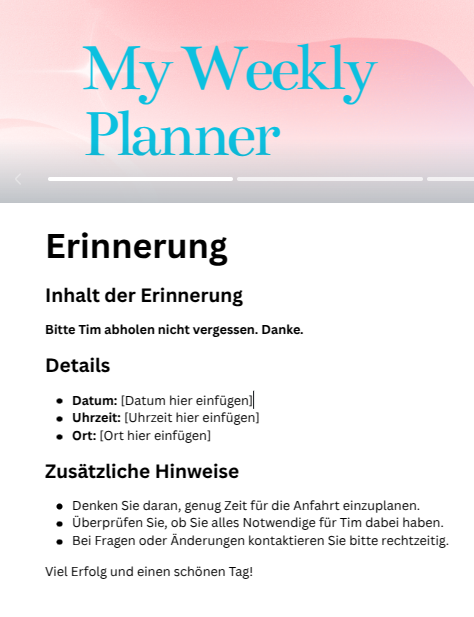 My Weekly
Planner
Erinnerung
Inhalt der Erinnerung
Bitte Tim abholen nicht vergessen. Danke.
Details
• Datum: [Datum hier einfügen]
• Uhrzeit: [Uhrzeit hier einfügen]
• Ort: [Ort hier einfügen]
Zusätzliche Hinweise
• Denken Sie daran, genug Zeit für die Anfahrt einzuplanen.
• Überprüfen Sie, ob Sie alles Notwendige für Tim dabei haben.
• Bei Fragen oder Änderungen kontaktieren Sie bitte rechtzeitig.
Viel Erfolg und einen schönen Tag!